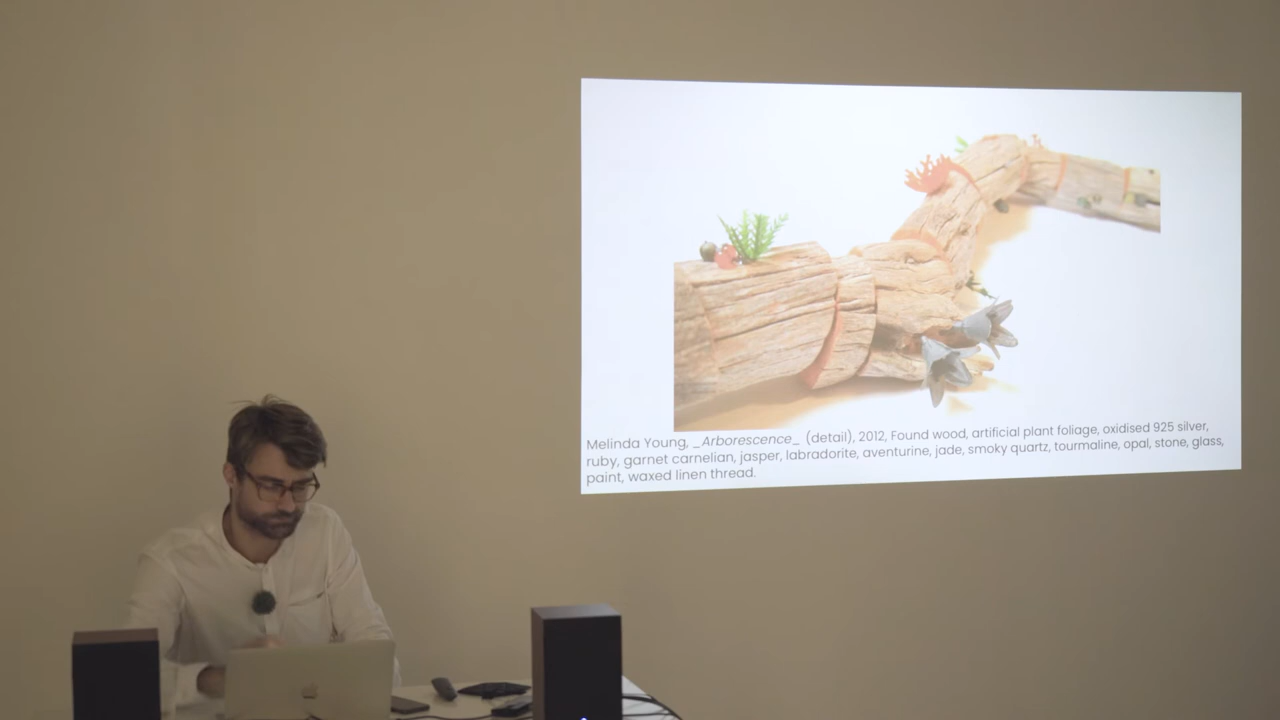 Melinda Young, _Arborescence_ (detail), 2012, Found wood, artificial plant foliage, oxidised 925 silver,
ruby, garnet carnelian, jasper, labradorite, aventurine, jade, smoky quartz, tourmaline, opal, stone, glass,
paint, waxed linen thread.